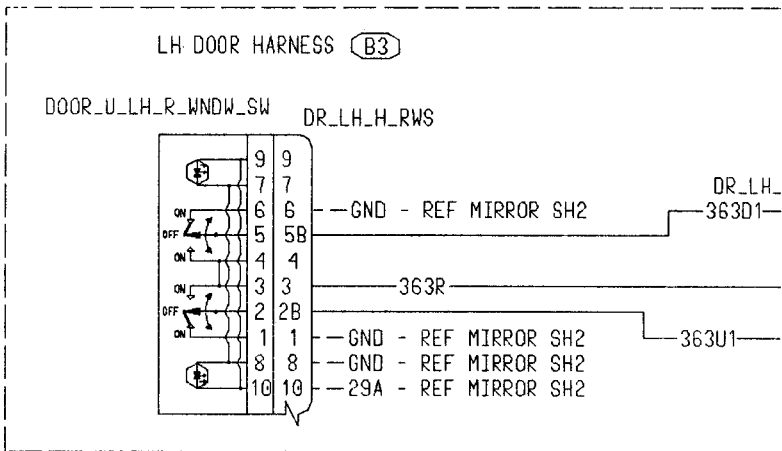 LH DOOR HARNESS B3
DOOR_U_LH_R_WNDW_SW
DR_LH_H_RWS
DR_LH_
9 9
7 7
ON 6 6 GND - REF MIRROR SH2
363D1
OFF 5 5B
ON 4 4
ON 3 3 363R
OFF 2 2B
ON 1 1 GND - REF MIRROR SH2
363U1
8 8 GND - REF MIRROR SH2
10 10 29A - REF MIRROR SH2